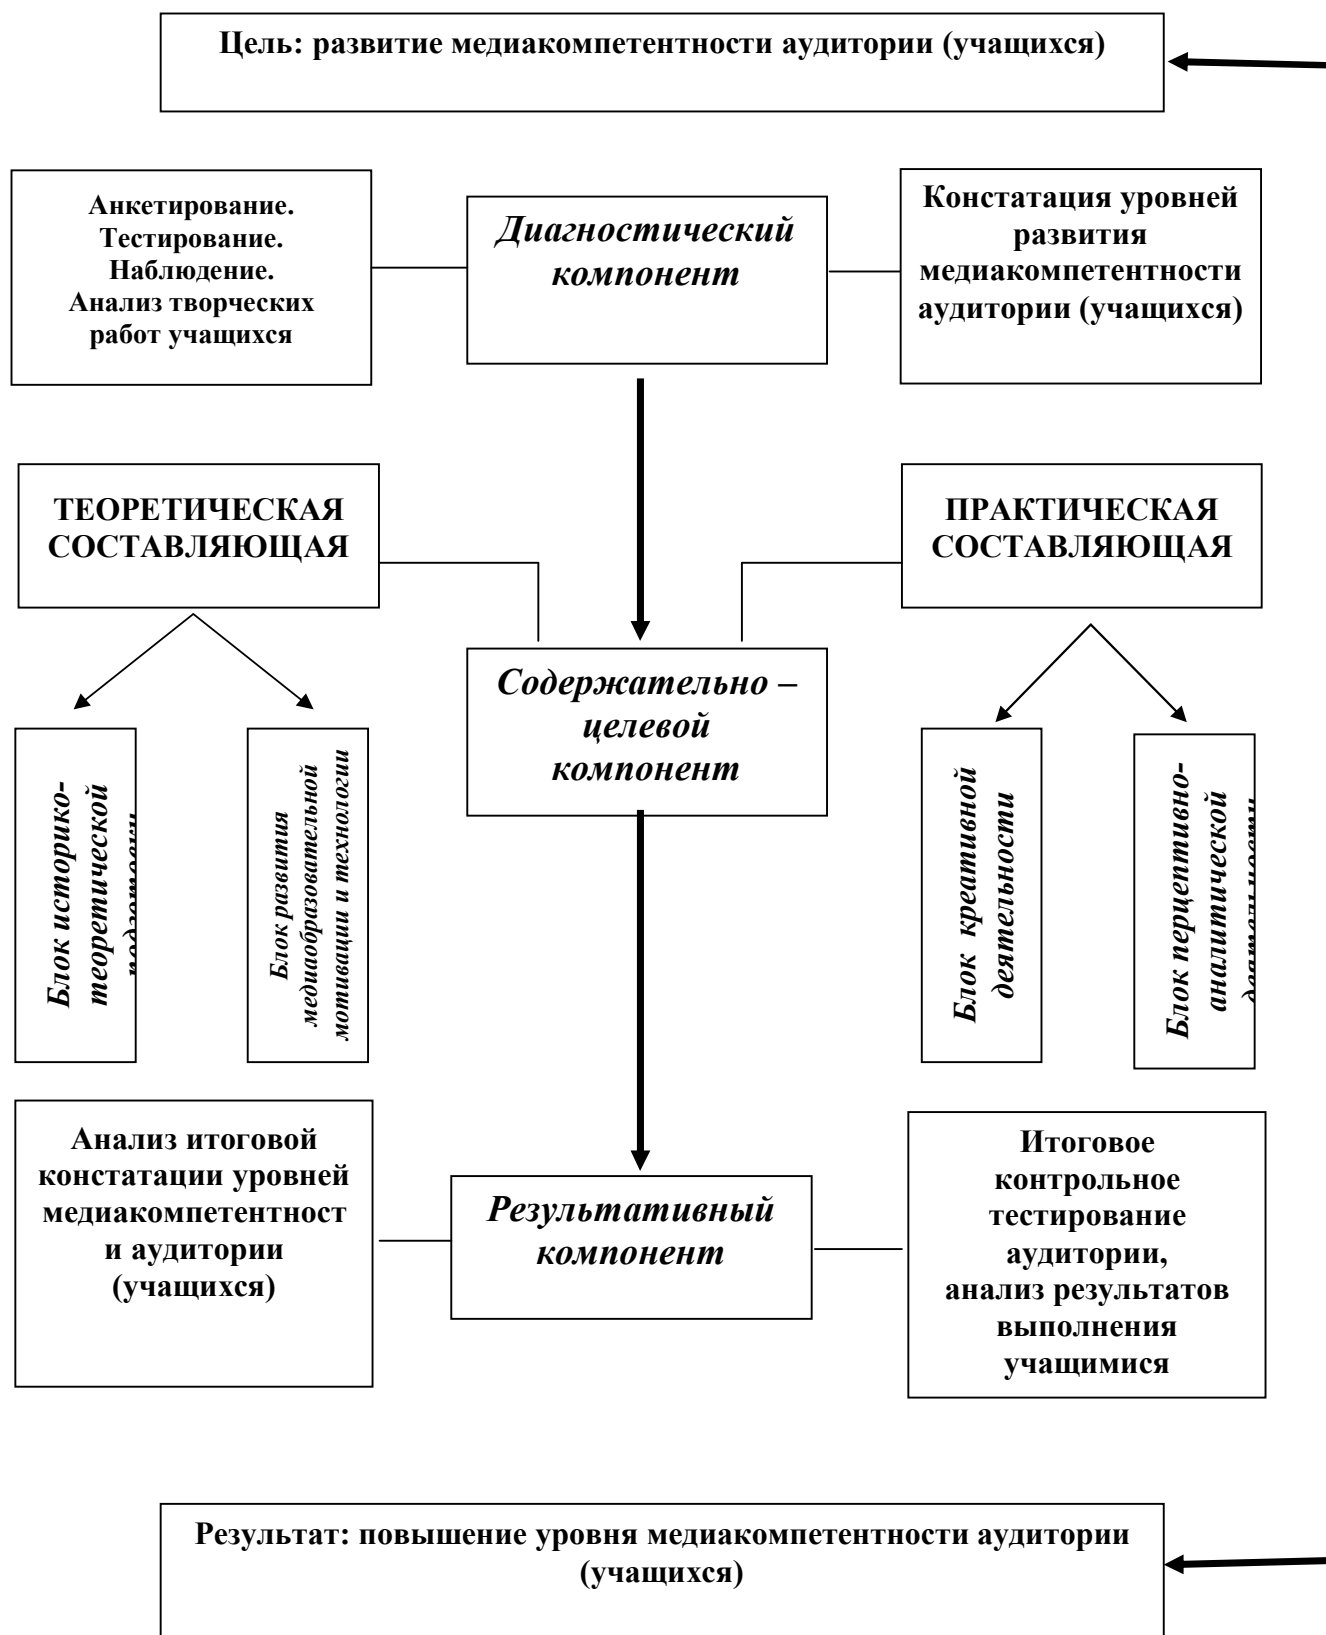 Цель: развитие медиакомпетентности аудитории (учащихся)
Анкетирование.
Тестирование.
Наблюдение.
Анализ творческих
работ учащихся
Диагностический
компонент
Констатация уровней
развития
медиакомпетентности
аудитории (учащихся)
ТЕОРЕТИЧЕСКАЯ
СОСТАВЛЯЮЩАЯ
ПРАКТИЧЕСКАЯ
СОСТАВЛЯЮЩАЯ
Содержательно –
целевой
компонент
Блок историко-
теоретической
Блок развития
медиаобразовательной
мотивации и технологии
Блок креативной
деятельности
Блок перцептивно-
аналитической
Анализ итоговой
констатации уровней
медиакомпетентност
и аудитории
(учащихся)
Результативный
компонент
Итоговое
контрольное
тестирование
аудитории,
анализ результатов
выполнения
учащимися
Результат: повышение уровня медиакомпетентности аудитории
(учащихся)